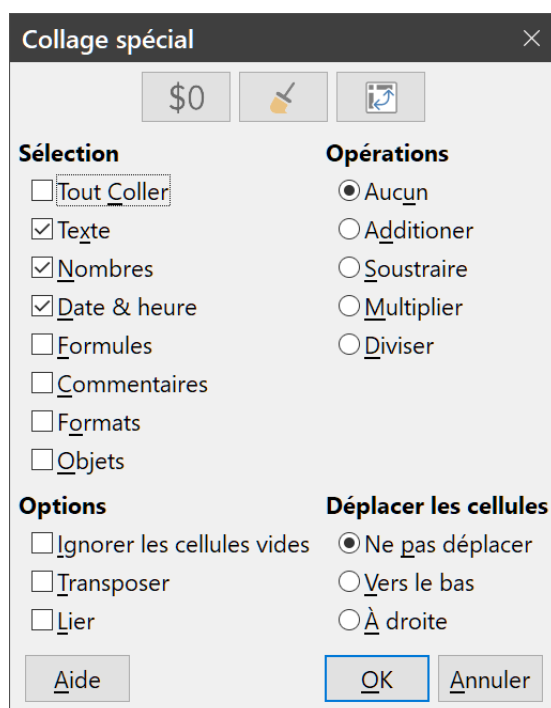 Collage spécial
$0
Sélection
Tout Coller
Texte
Nombres
Date & heure
Formules
Commentaires
Formats
Objets
Opérations
Aucun
Additioner
Soustraire
Multiplier
Diviser
Options
Ignorer les cellules vides
Transposer
Lier
Déplacer les cellules
Ne pas déplacer
Vers le bas
À droite
Aide
OK
Annuler